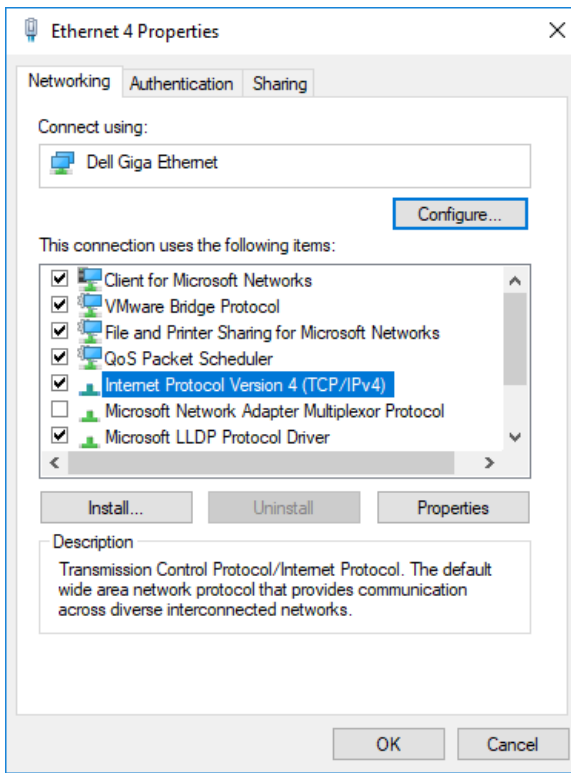 Ethernet 4 Properties
Networking Authentication Sharing
Connect using:
Dell Giga Ethernet
Configure...
This connection uses the following items:
Client for Microsoft Networks
VMware Bridge Protocol
File and Printer Sharing for Microsoft Networks
QoS Packet Scheduler
Internet Protocol Version 4 (TCP/IPv4)
Microsoft Network Adapter Multiplexor Protocol
Microsoft LLDP Protocol Driver
Install... Uninstall Properties
Description
Transmission Control Protocol/Internet Protocol. The default
wide area network protocol that provides communication
across diverse interconnected networks.
OK Cancel